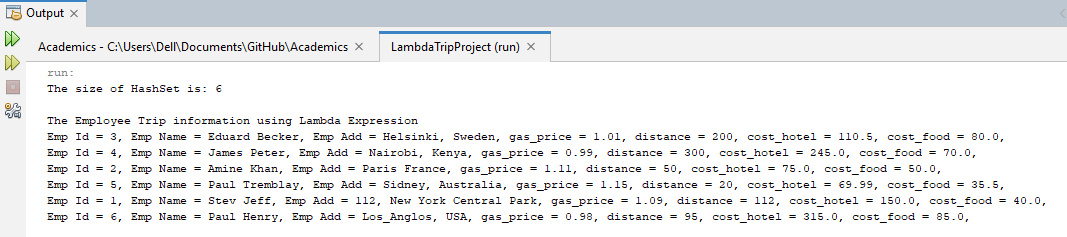 Output ×
Academics - C:\Users\Dell\Documents\GitHub\Academics × LambdaTripProject (run) ×
run:
The size of HashSet is: 6
The Employee Trip information using Lambda Expression
Emp Id = 3, Emp Name = Eduard Becker, Emp Add = Helsinki, Sweden, gas_price = 1.01, distance = 200, cost_hotel = 110.5, cost_food = 80.0,
Emp Id = 4, Emp Name = James Peter, Emp Add = Nairobi, Kenya, gas_price = 0.99, distance = 300, cost_hotel = 245.0, cost_food = 70.0,
Emp Id = 2, Emp Name = Amine Khan, Emp Add = Paris France, gas_price = 1.11, distance = 50, cost_hotel = 75.0, cost_food = 50.0,
Emp Id = 5, Emp Name = Paul Tremblay, Emp Add = Sidney, Australia, gas_price = 1.15, distance = 20, cost_hotel = 69.99, cost_food = 35.5,
Emp Id = 1, Emp Name = Stev Jeff, Emp Add = 112, New York Central Park, gas_price = 1.09, distance = 112, cost_hotel = 150.0, cost_food = 40.0,
Emp Id = 6, Emp Name = Paul Henry, Emp Add = Los_Anglos, USA, gas_price = 0.98, distance = 95, cost_hotel = 315.0, cost_food = 85.0,